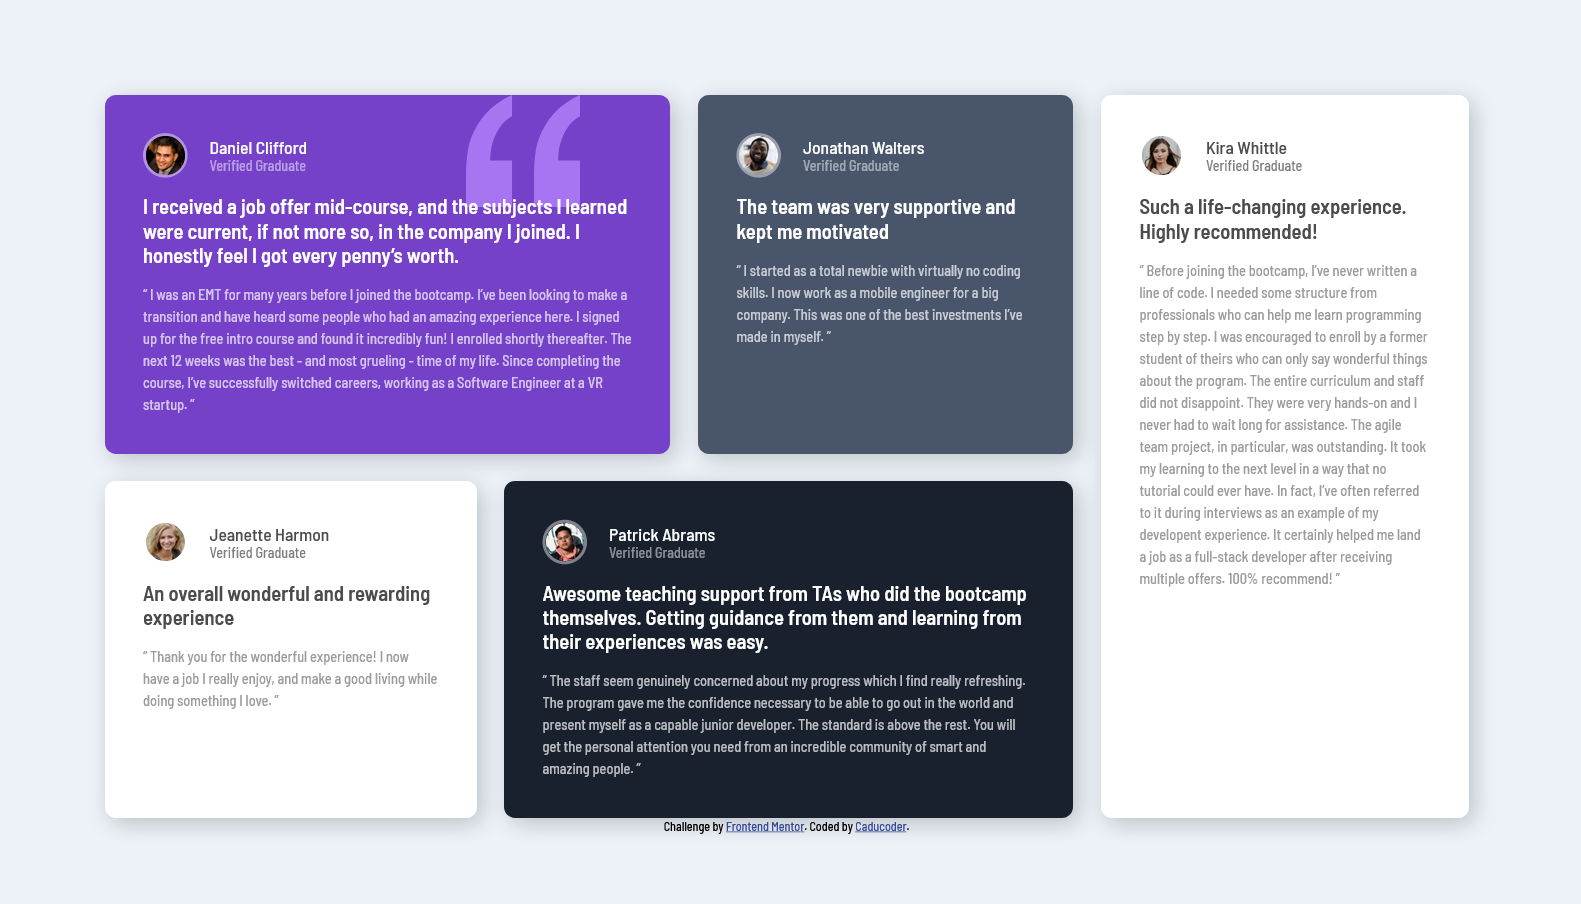 Daniel Clifford
Verified Graduate
I received a job offer mid-course, and the subjects I learned
were current, if not more so, in the company I joined. I
honestly feel I got every penny’s worth.
“ I was an EMT for many years before I joined the bootcamp. I’ve been looking to make a
transition and have heard some people who had an amazing experience here. I signed
up for the free intro course and found it incredibly fun! I enrolled shortly thereafter. The
next 12 weeks was the best - and most grueling - time of my life. Since completing the
course, I’ve successfully switched careers, working as a Software Engineer at a VR
startup. ”
Jonathan Walters
Verified Graduate
The team was very supportive and
kept me motivated
“ I started as a total newbie with virtually no coding
skills. I now work as a mobile engineer for a big
company. This was one of the best investments I’ve
made in myself. ”
Kira Whittle
Verified Graduate
Such a life-changing experience.
Highly recommended!
“ Before joining the bootcamp, I’ve never written a
line of code. I needed some structure from
professionals who can help me learn programming
step by step. I was encouraged to enroll by a former
student of theirs who can only say wonderful things
about the program. The entire curriculum and staff
did not disappoint. They were very hands-on and I
never had to wait long for assistance. The agile
team project, in particular, was outstanding. It took
my learning to the next level in a way that no
tutorial could ever have. In fact, I’ve often referred
to it during interviews as an example of my
developent experience. It certainly helped me land
a job as a full-stack developer after receiving
multiple offers. 100% recommend! ”
Jeanette Harmon
Verified Graduate
An overall wonderful and rewarding
experience
“ Thank you for the wonderful experience! I now
have a job I really enjoy, and make a good living while
doing something I love. ”
Patrick Abrams
Verified Graduate
Awesome teaching support from TAs who did the bootcamp
themselves. Getting guidance from them and learning from
their experiences was easy.
“ The staff seem genuinely concerned about my progress which I find really refreshing.
The program gave me the confidence necessary to be able to go out in the world and
present myself as a capable junior developer. The standard is above the rest. You will
get the personal attention you need from an incredible community of smart and
amazing people. ”
Challenge by Frontend Mentor. Coded by Caducoder.